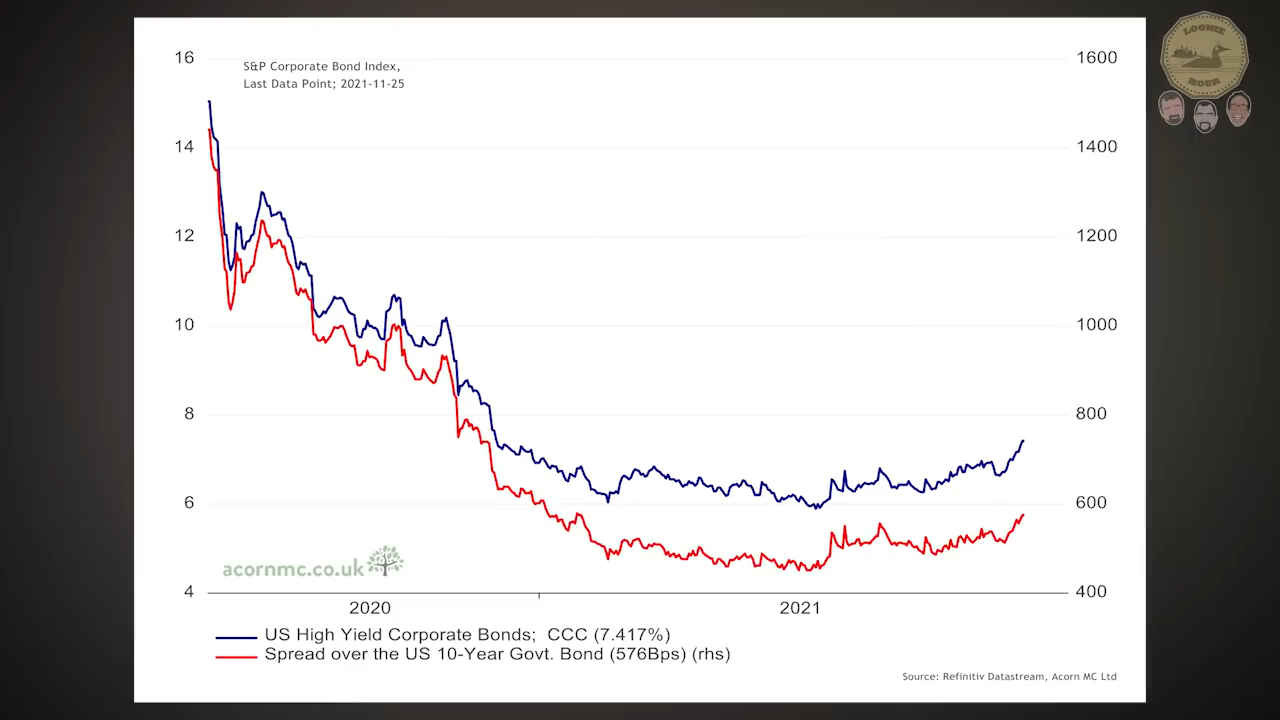 LOONIE
HOUR
S&P Corporate Bond Index,
Last Data Point; 2021-11-25
16
14
12
10
8
6
4
1600
1400
1200
1000
800
600
400
acornmc.co.uk
2020 2021
US High Yield Corporate Bonds; CCC (7.417%)
Spread over the US 10-Year Govt. Bond (576Bps) (rhs)
Source: Refinitiv Datastream, Acorn MC Ltd